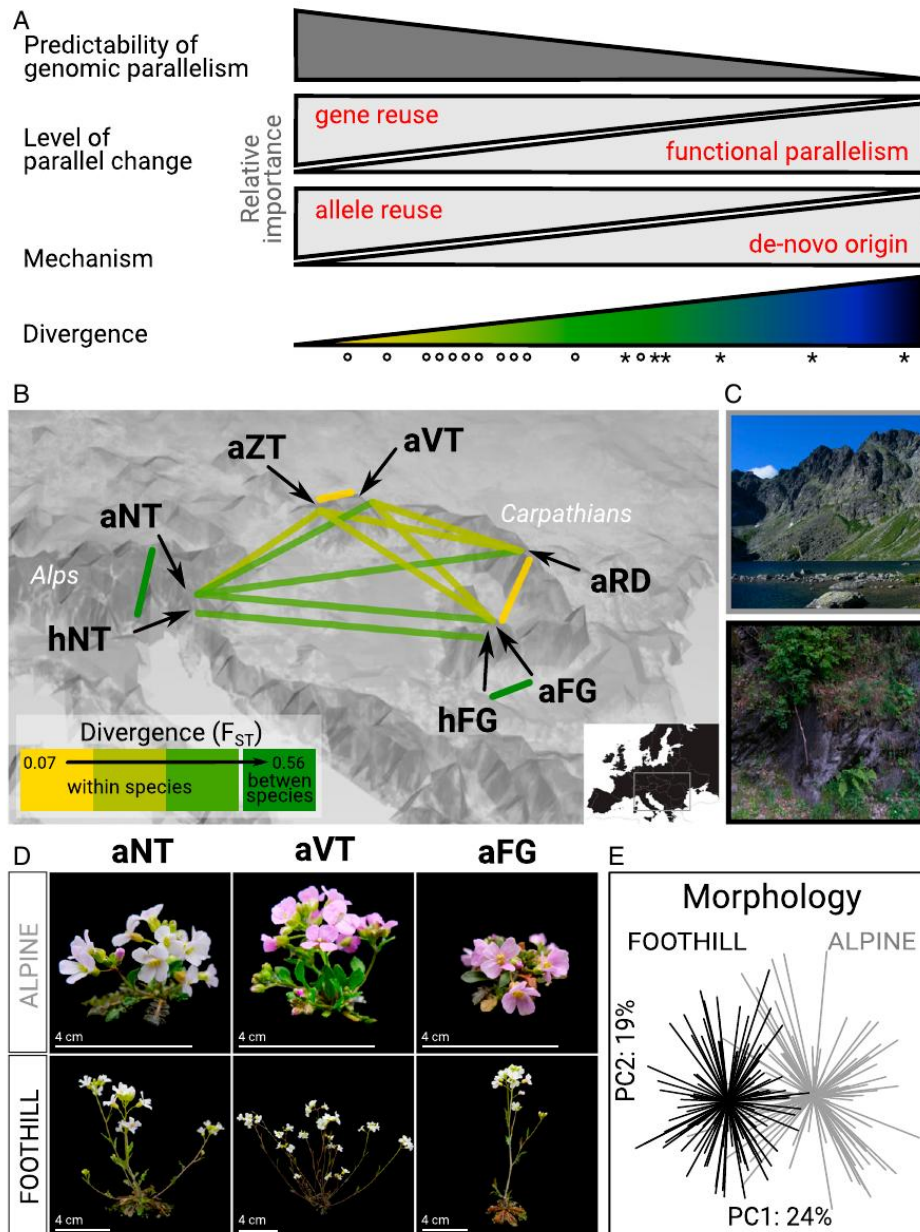 A
Predictability of
genomic parallelism
Level of
parallel change
Mechanism
Divergence
Relative
importance
gene reuse
functional parallelism
allele reuse
de-novo origin
B
aZT
aVT
aNT
Carpathians
Alps
aRD
hNT
aFG
hFG
Divergence (FST)
0.07
0.56
within species
betwen
species
C
D
aNT
aVT
aFG
ALPINE
4 cm
4 cm
4 cm
FOOTHILL
4 cm
4 cm
4 cm
E
Morphology
FOOTHILL
ALPINE
PC2: 19%
PC1: 24%